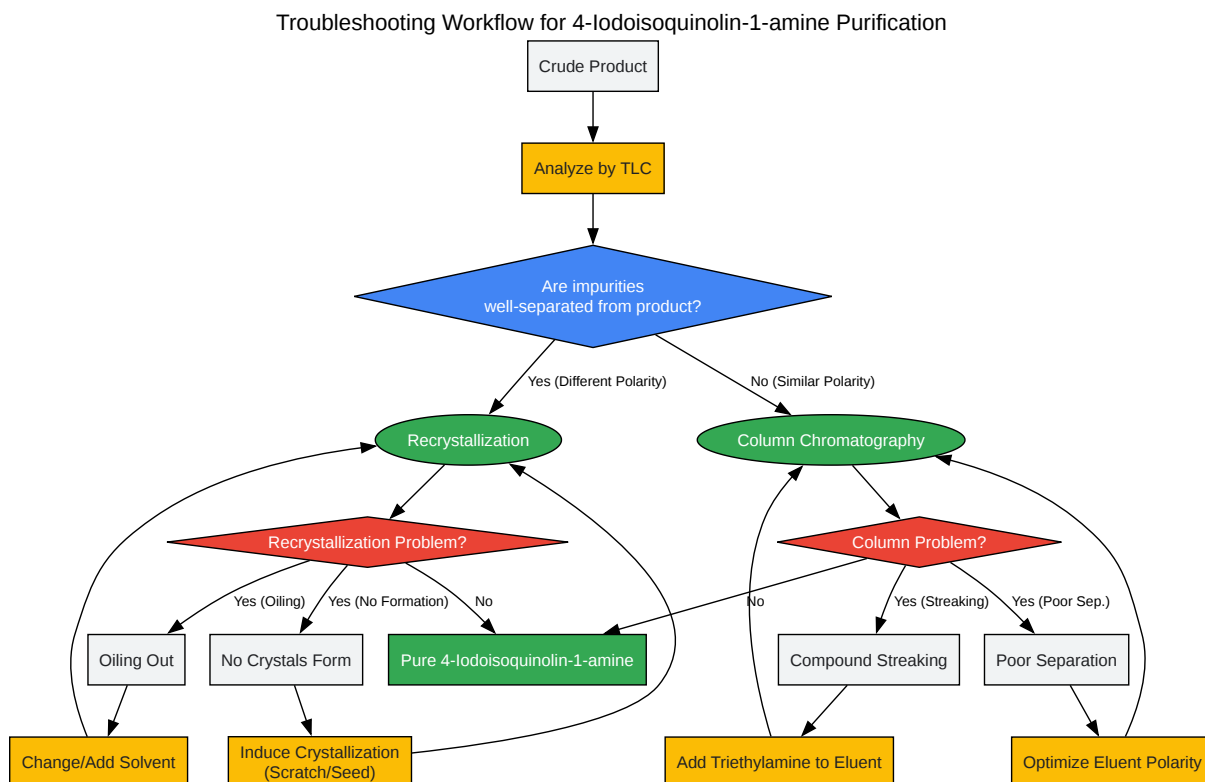 Troubleshooting Workflow for 4-Iodoisoquinolin-1-amine Purification
Crude Product
Analyze by TLC
Are impurities
well-separated from product?
Yes (Different Polarity)
No (Similar Polarity)
Recrystallization
Column Chromatography
Recrystallization Problem?
Column Problem?
Yes (Oiling)
Yes (No Formation)
No
No
Yes (Streaking)
Yes (Poor Sep.)
Oiling Out
No Crystals Form
Pure 4-Iodoisoquinolin-1-amine
Compound Streaking
Poor Separation
Change/Add Solvent
Induce Crystallization
(Scratch/Seed)
Add Triethylamine to Eluent
Optimize Eluent Polarity